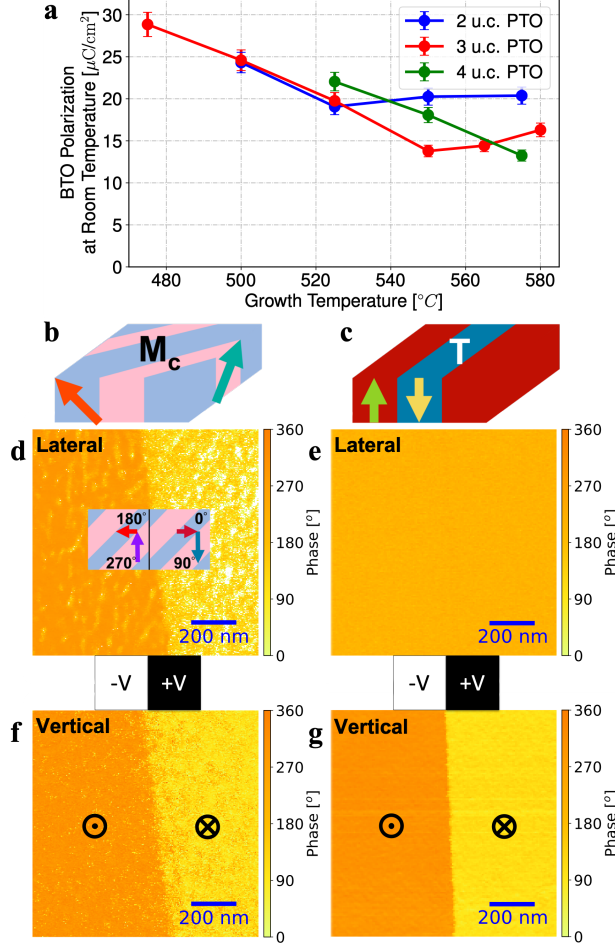 a
30
25
20
15
10
5
0
BTO Polarization
at Room Temperature [μC/cm²]
2 u.c. PTO
3 u.c. PTO
4 u.c. PTO
480 500 520 540 560 580
Growth Temperature [°C]
b
Mc
c
T
d
Lateral
180° 0°
270° 90°
200 nm
360
270
180
90
0
Phase [°]
e
Lateral
200 nm
360
270
180
90
0
Phase [°]
-V +V
-V +V
f
Vertical
200 nm
360
270
180
90
0
Phase [°]
g
Vertical
200 nm
360
270
180
90
0
Phase [°]